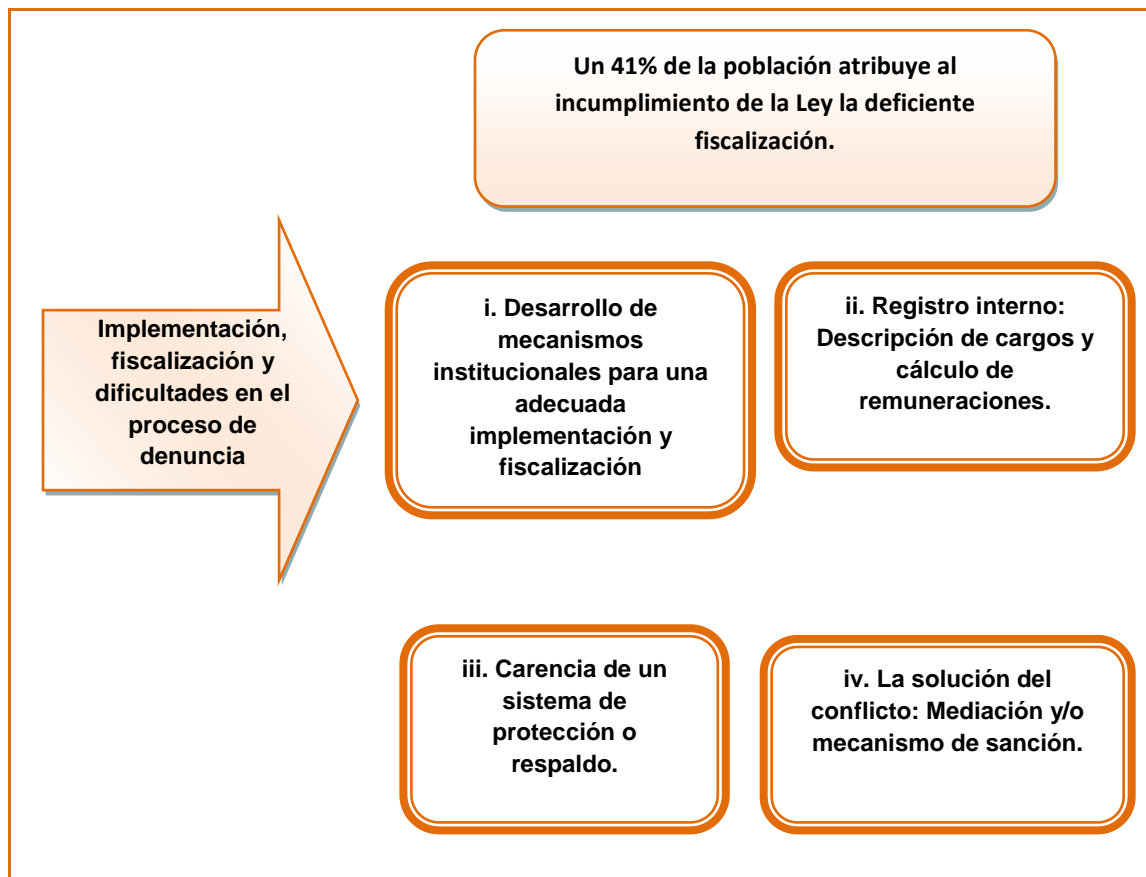 Un 41% de la población atribuye al
incumplimiento de la Ley la deficiente
fiscalización.
Implementación,
fiscalización y
dificultades en el
proceso de
denuncia
i. Desarrollo de
mecanismos
institucionales para una
adecuada
implementación y
fiscalización
ii. Registro interno:
Descripción de cargos y
cálculo de
remuneraciones.
iii. Carencia de un
sistema de
protección o
respaldo.
iv. La solución del
conflicto: Mediación y/o
mecanismo de sanción.